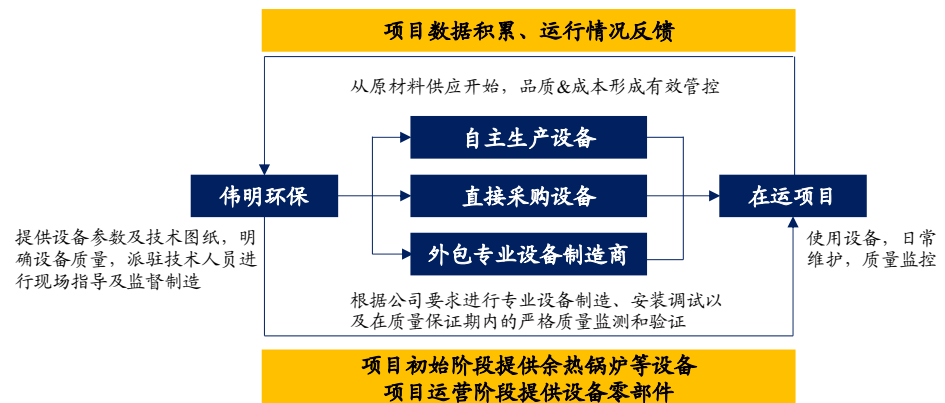 项目数据积累、运行情况反馈
从原材料供应开始，品质&成本形成有效管控
自主生产设备
伟明环保
直接采购设备
在运项目
提供设备参数及技术图纸，明
确设备质量，派驻技术人员进
行现场指导及监督制造
外包专业设备制造商
使用设备，日常
维护，质量监控
根据公司要求进行专业设备制造、安装调试以
及在质量保证期内的严格质量监测和验证
项目初始阶段提供余热锅炉等设备
项目运营阶段提供设备零部件